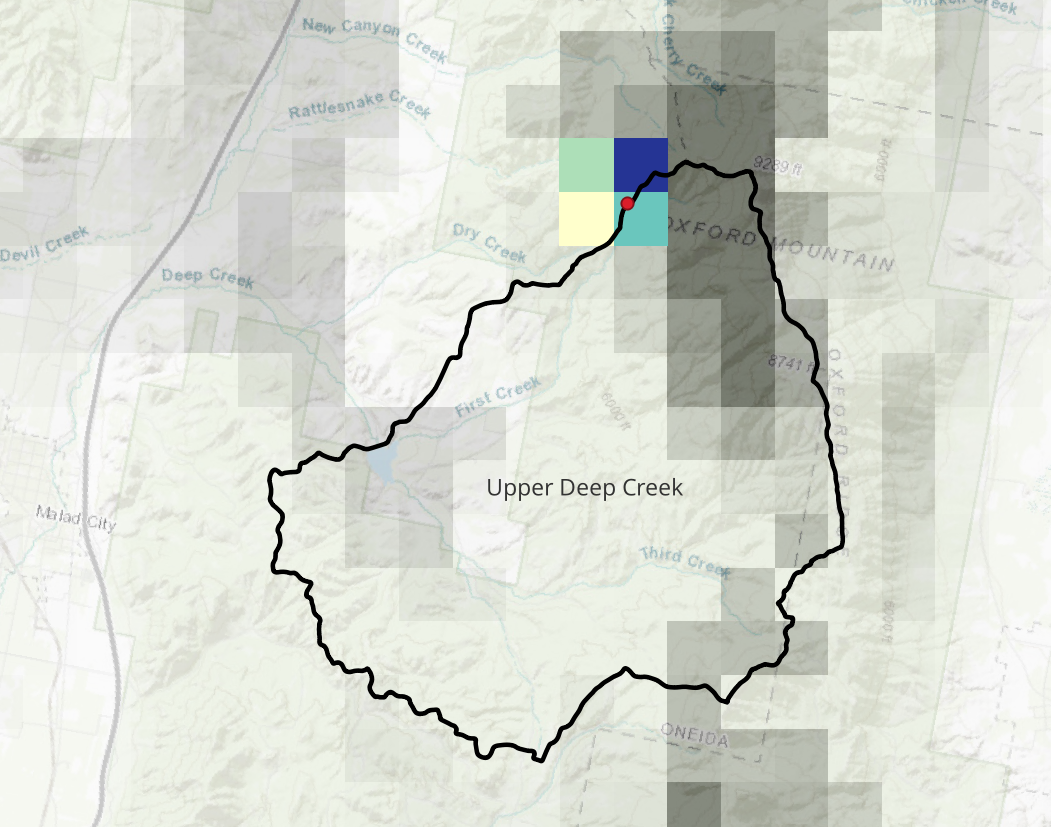 Chicken Creek
New Canyon Creek
Cherry Creek
Rattlesnake Creek
9289 ft
8000 ft
Devil Creek
Dry Creek
OXFORD MOUNTAIN
Deep Creek
8741 ft
OXFORD
First Creek
6000 ft
Upper Deep Creek
Malad City
Third Creek
6000 ft
ONEIDA